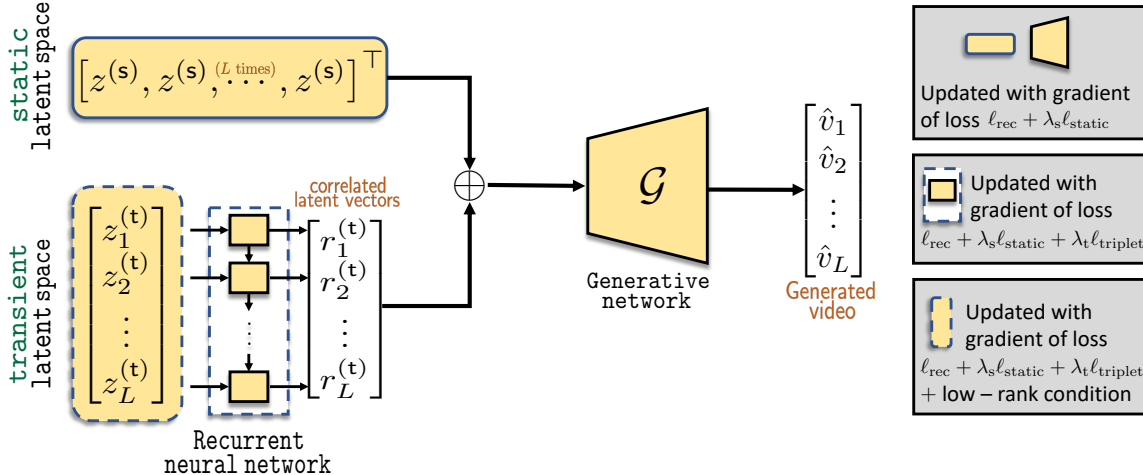 static
latent space
[z^(s), z^(s), (L times) ⋯, z^(s)]^⊤
transient
latent space
z_1^(t)
z_2^(t)
⋮
z_L^(t)
Recurrent
neural network
correlated
latent vectors
r_1^(t)
r_2^(t)
⋮
r_L^(t)
⊕
𝒢
Generative
network
v̂_1
v̂_2
⋮
v̂_L
Generated
video
Updated with gradient
of loss ℓ_rec + λ_s ℓ_static
Updated with
gradient of loss
ℓ_rec + λ_s ℓ_static + λ_t ℓ_triplet
Updated with
gradient of loss
ℓ_rec + λ_s ℓ_static + λ_t ℓ_triplet
+ low – rank condition